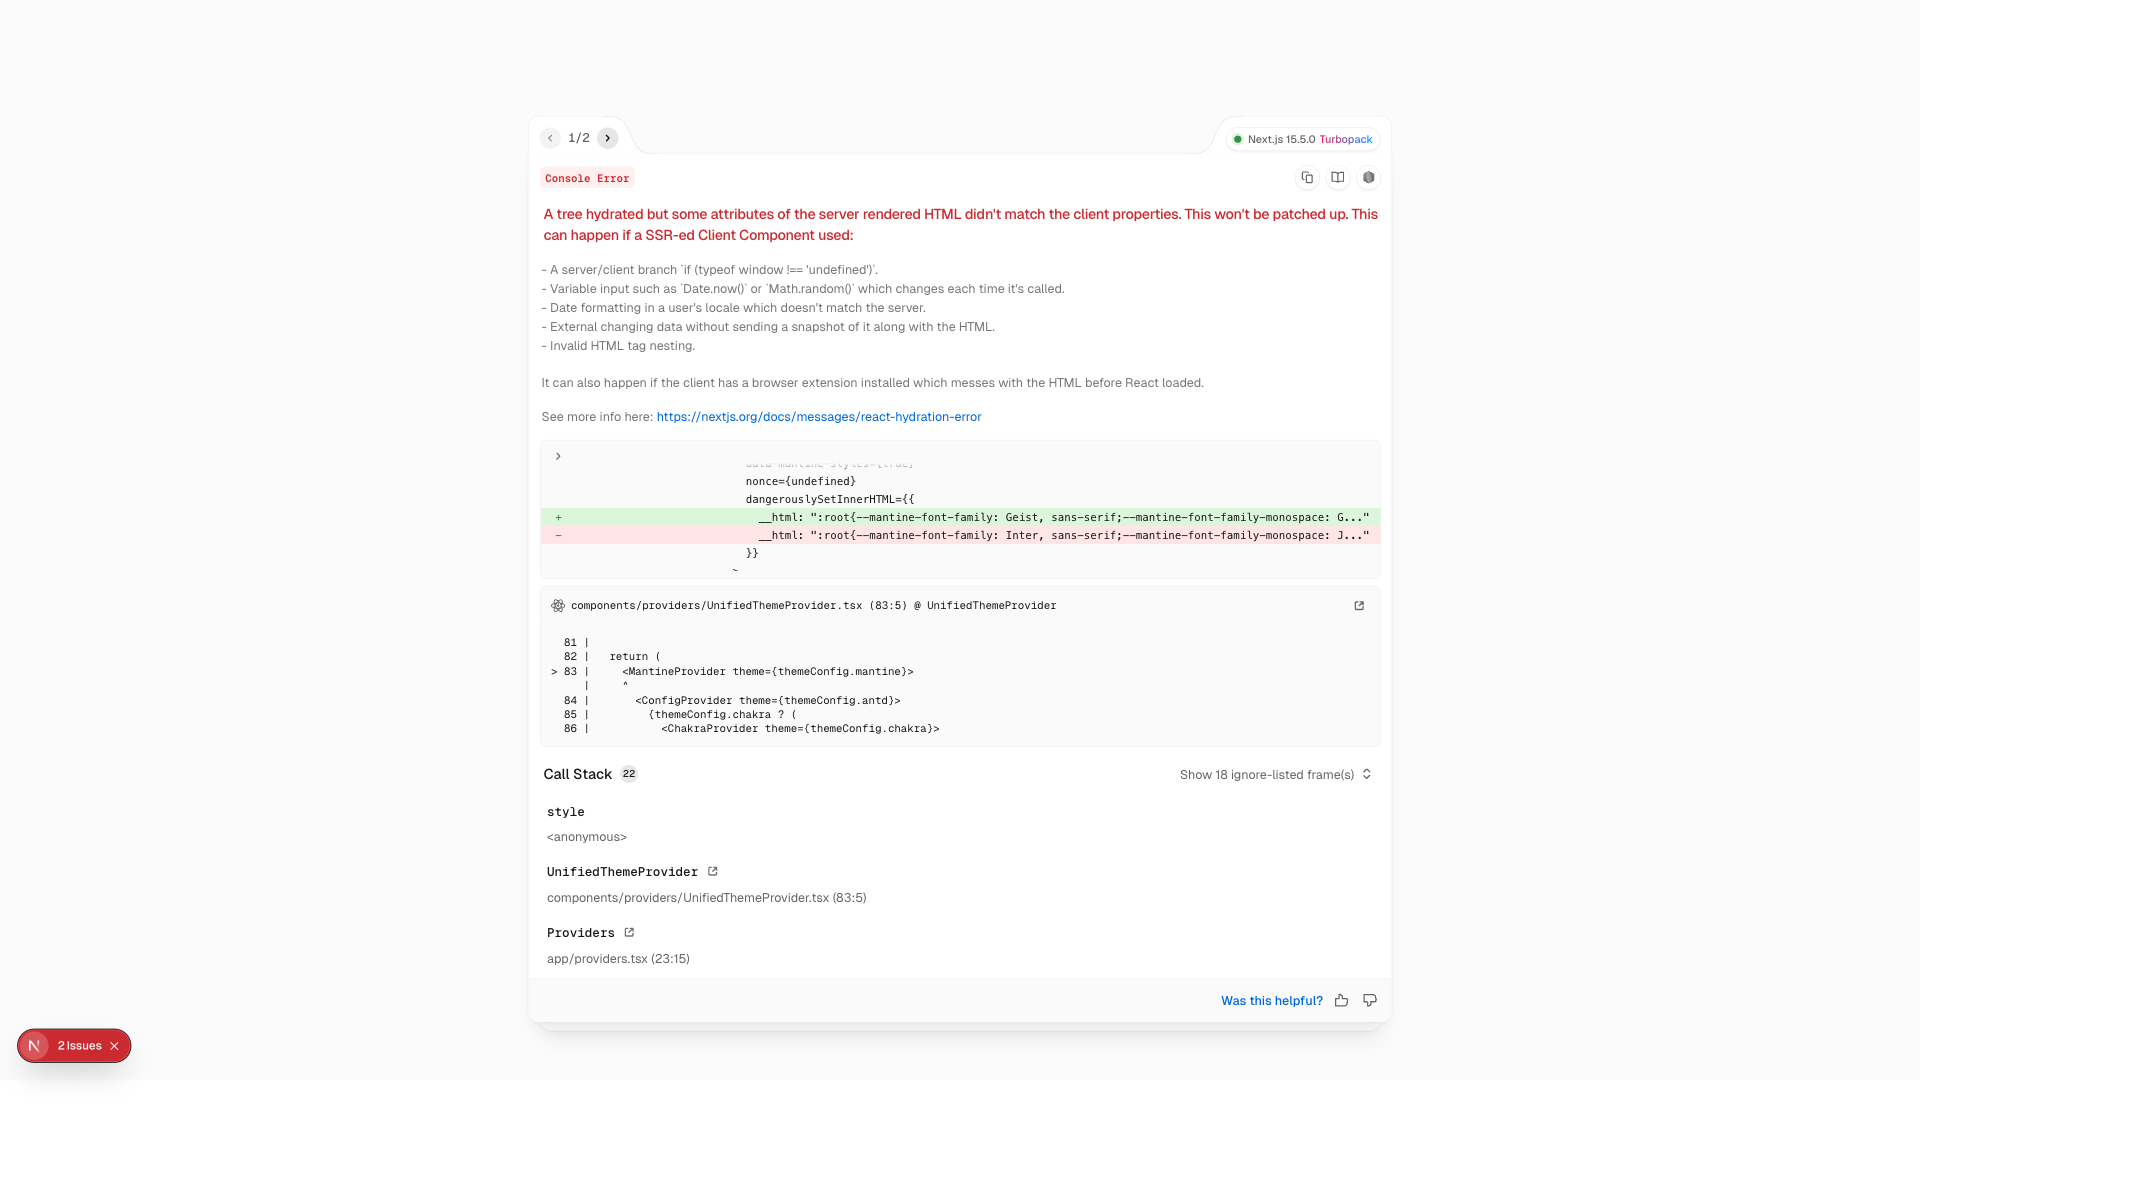 1/2
Next.js 15.5.0 Turbopack
Console Error
A tree hydrated but some attributes of the server rendered HTML didn't match the client properties. This won't be patched up. This
can happen if a SSR-ed Client Component used:
- A server/client branch `if (typeof window !== 'undefined')`.
- Variable input such as `Date.now()` or `Math.random()` which changes each time it's called.
- Date formatting in a user's locale which doesn't match the server.
- External changing data without sending a snapshot of it along with the HTML.
- Invalid HTML tag nesting.
It can also happen if the client has a browser extension installed which messes with the HTML before React loaded.
See more info here: https://nextjs.org/docs/messages/react-hydration-error
data-mantine-styles={true}
nonce={undefined}
dangerouslySetInnerHTML={{
+ __html: ":root{--mantine-font-family: Geist, sans-serif;--mantine-font-family-monospace: G..."
- __html: ":root{--mantine-font-family: Inter, sans-serif;--mantine-font-family-monospace: J..."
}}
>
components/providers/UnifiedThemeProvider.tsx (83:5) @ UnifiedThemeProvider
81 |
82 | return (
> 83 | <MantineProvider theme={themeConfig.mantine}>
| ^
84 | <ConfigProvider theme={themeConfig.antd}>
85 | {themeConfig.chakra ? (
86 | <ChakraProvider theme={themeConfig.chakra}>
Call Stack 22
Show 18 ignore-listed frame(s)
style
<anonymous>
UnifiedThemeProvider
components/providers/UnifiedThemeProvider.tsx (83:5)
Providers
app/providers.tsx (23:15)
Was this helpful?
N 2 Issues